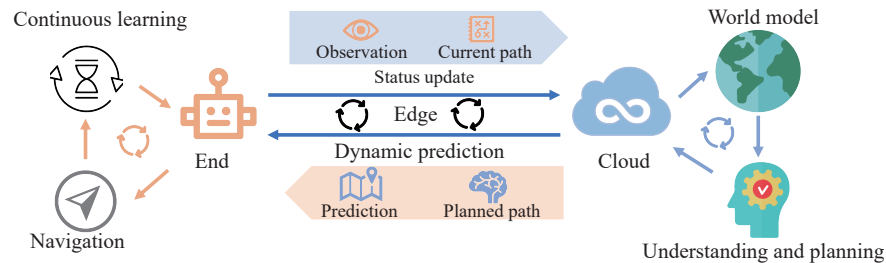 Continuous learning
World model
Observation
Current path
Status update
Edge
End
Cloud
Dynamic prediction
Prediction
Planned path
Navigation
Understanding and planning